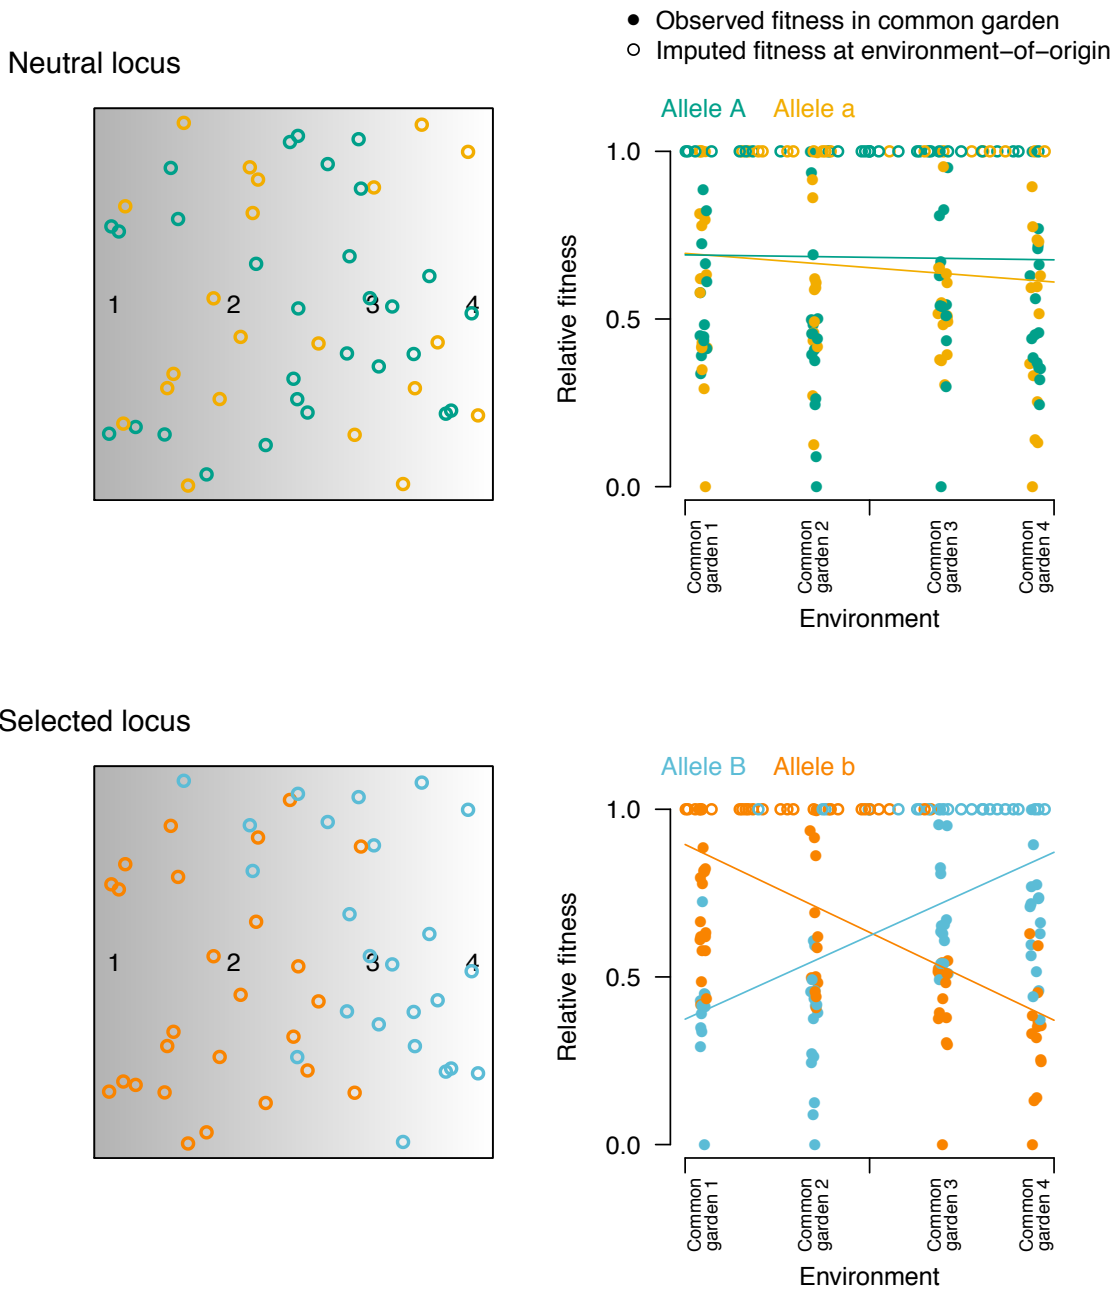 Observed fitness in common garden
Imputed fitness at environment−of−origin
Neutral locus
Allele A Allele a
1 2 3 4
1.0
0.5
0.0
Relative fitness
Common garden 1
Common garden 2
Common garden 3
Common garden 4
Environment
Selected locus
Allele B Allele b
1 2 3 4
1.0
0.5
0.0
Relative fitness
Common garden 1
Common garden 2
Common garden 3
Common garden 4
Environment